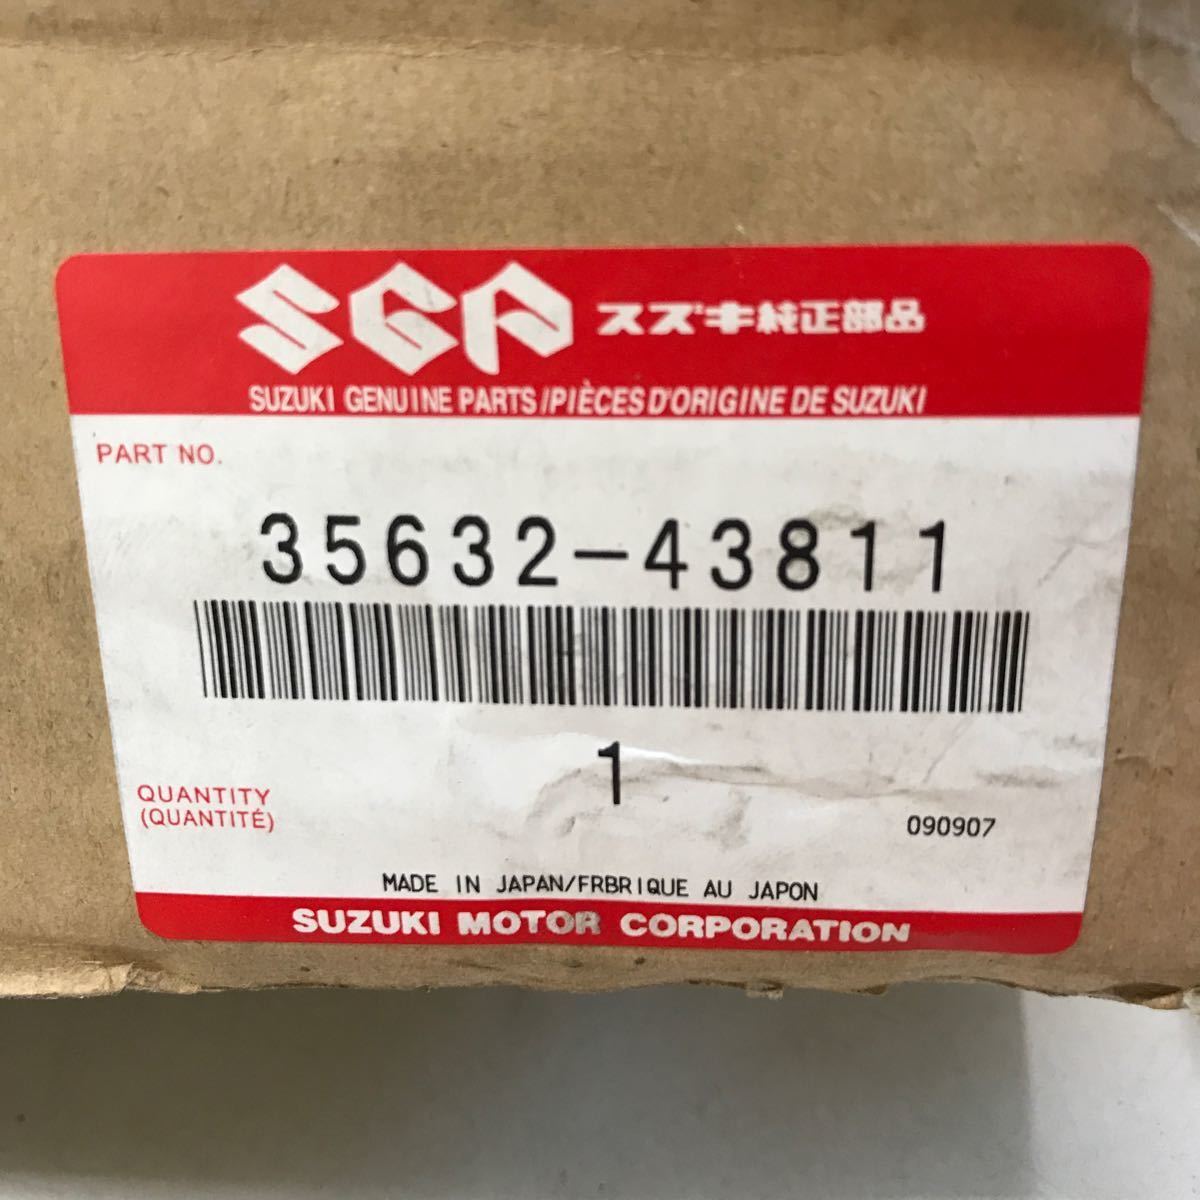 SGP スズキ純正部品
SUZUKI GENUINE PARTS/PIÈCES D'ORIGINE DE SUZUKI
PART NO.
35632-43811
1
QUANTITY
(QUANTITÉ)
090907
MADE IN JAPAN/FRBRIQUE AU JAPON
SUZUKI MOTOR CORPORATION